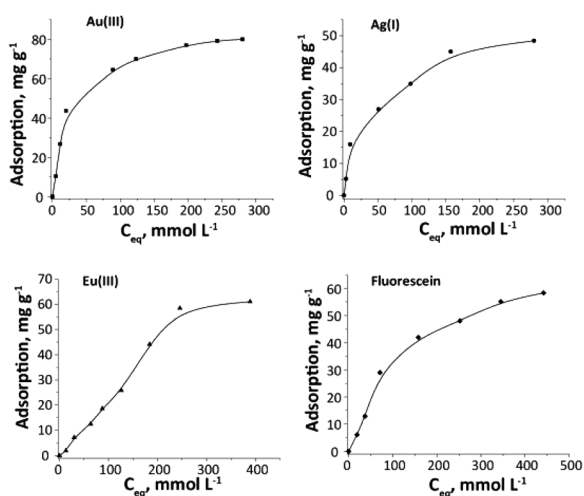 Au(III)
Adsorption, mg g-1
80
60
40
20
0
0 50 100 150 200 250 300
Ceq, mmol L-1
Ag(I)
Adsorption, mg g-1
50
40
30
20
10
0
0 50 100 150 200 250 300
Ceq, mmol L-1
Eu(III)
Adsorption, mg g-1
70
60
50
40
30
20
10
0
0 100 200 300 400
Ceq, mmol L-1
Fluorescein
Adsorption, mg g-1
60
50
40
30
20
10
0
0 100 200 300 400 500
Ceq, mmol L-1